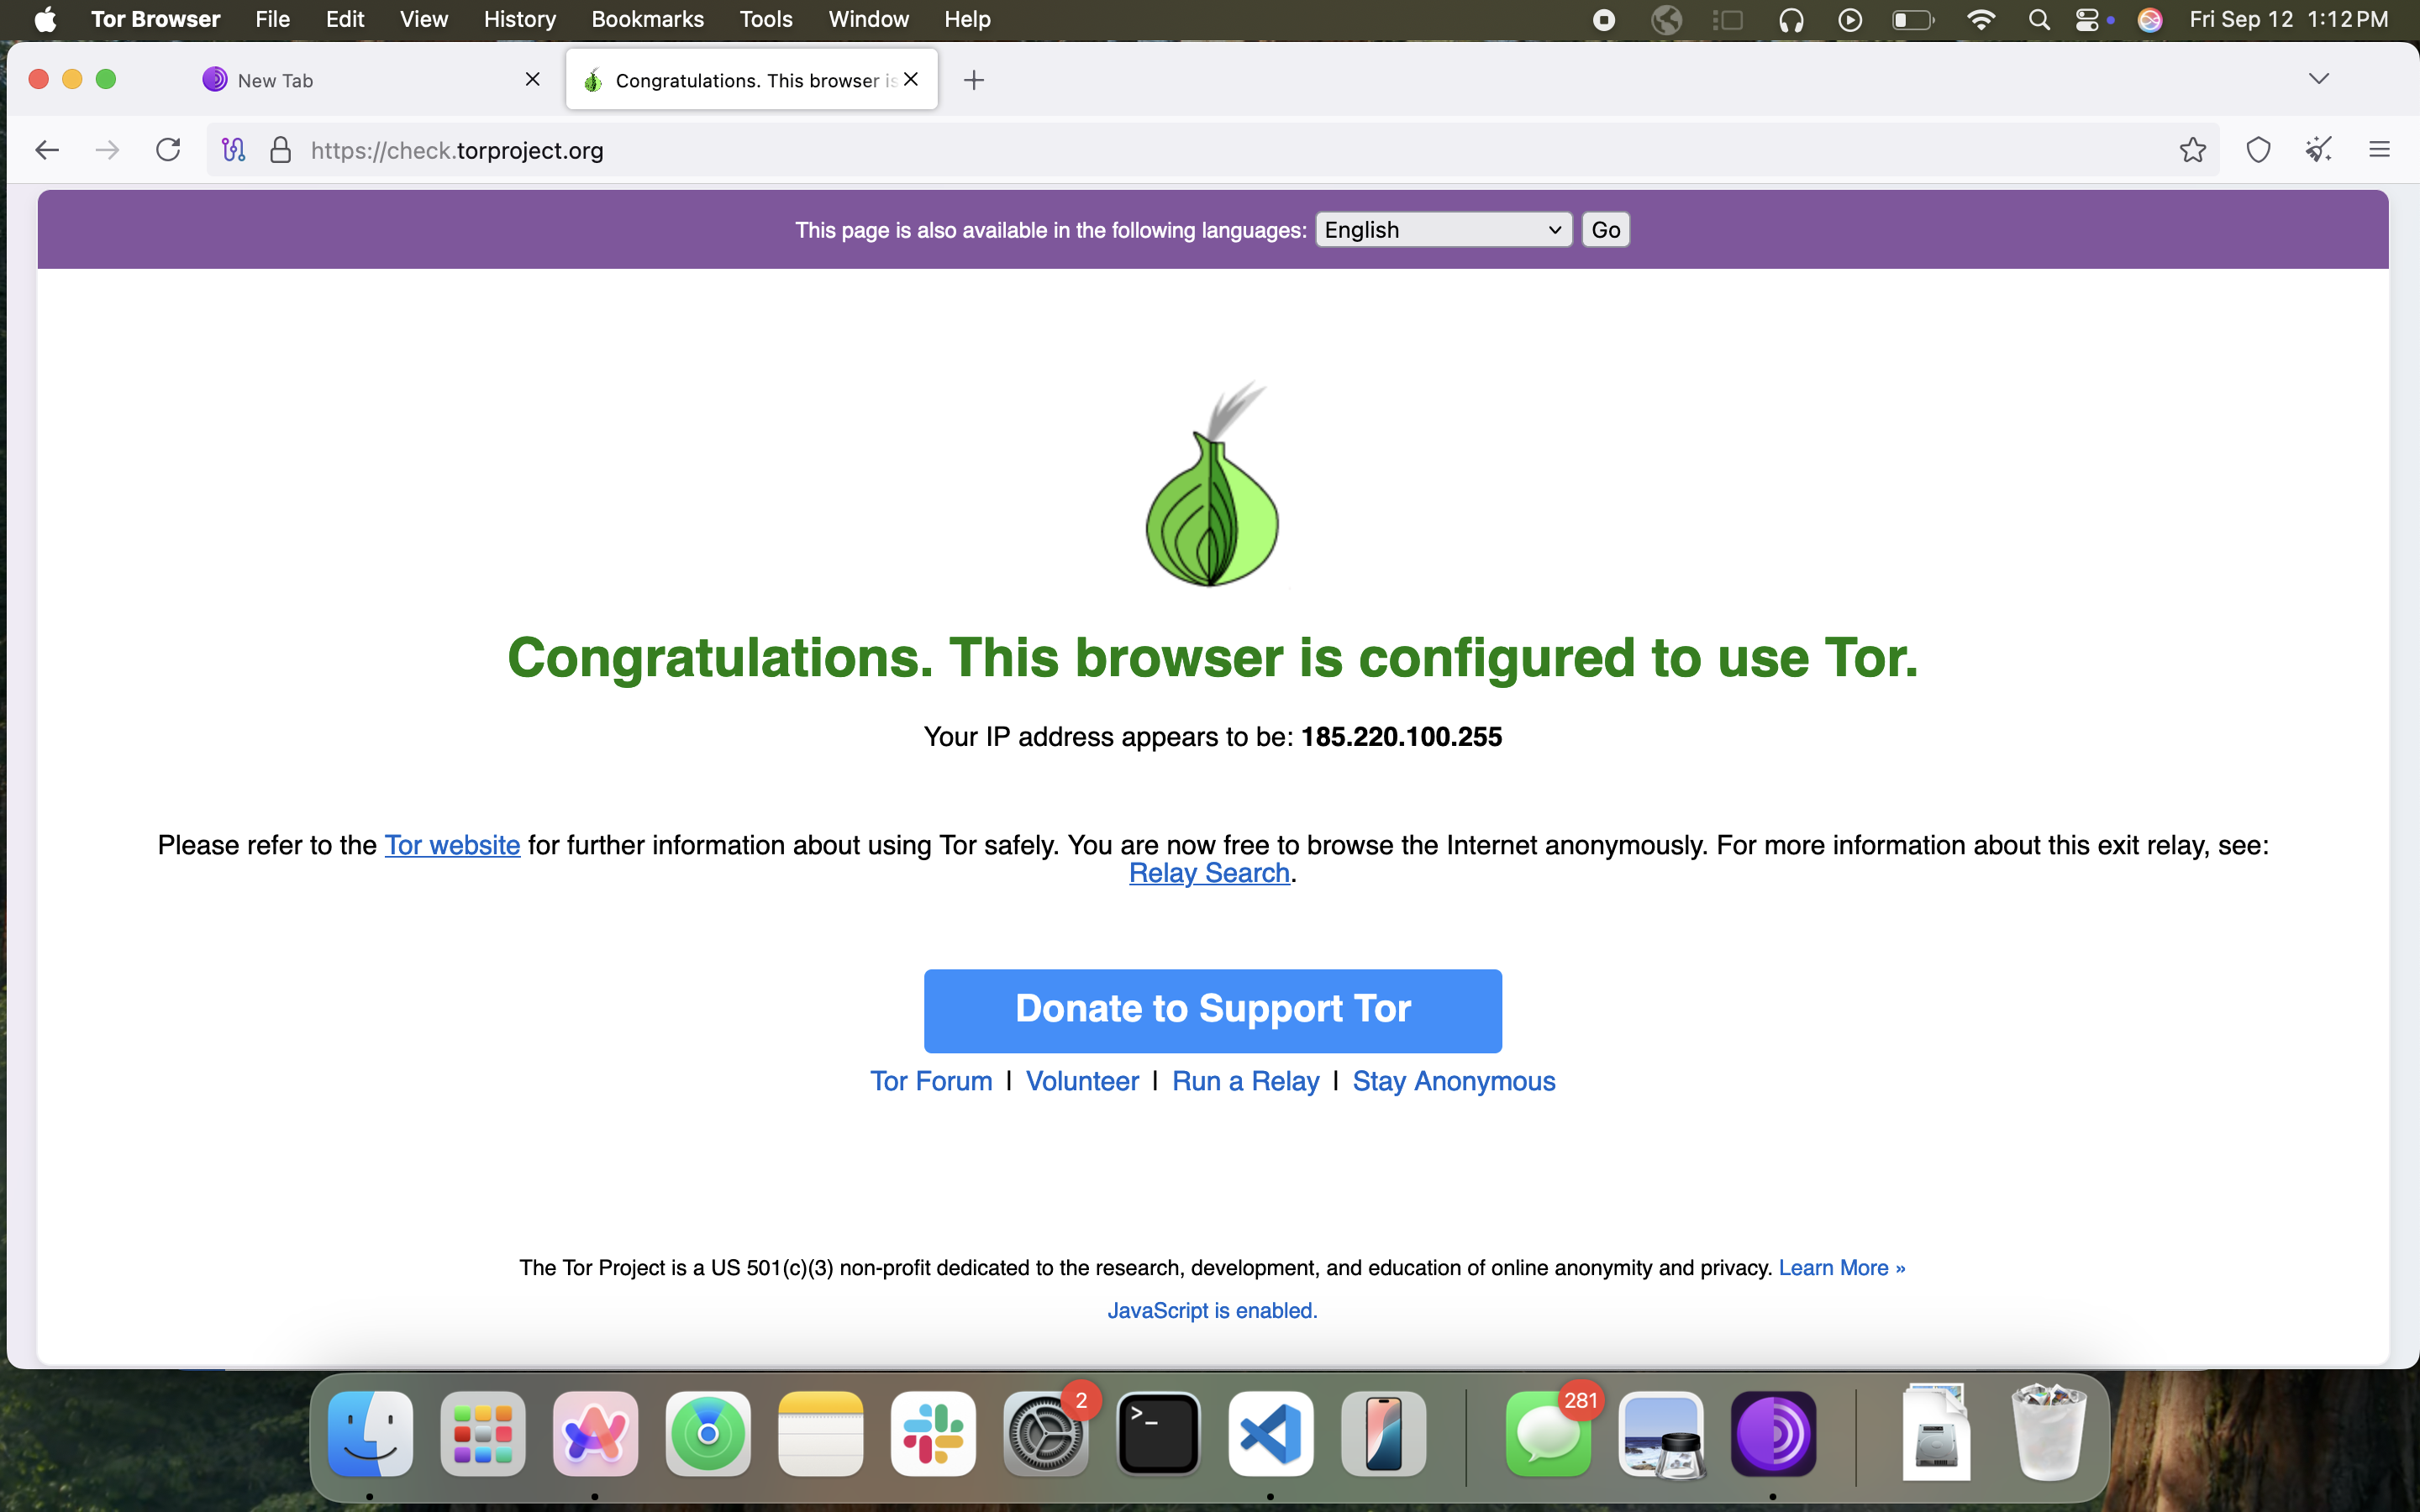 Tor Browser File Edit View History Bookmarks Tools Window Help Fri Sep 12 1:12 PM
New Tab Congratulations. This browser is
https://check.torproject.org
This page is also available in the following languages: English Go
Congratulations. This browser is configured to use Tor.
Your IP address appears to be: 185.220.100.255
Please refer to the Tor website for further information about using Tor safely. You are now free to browse the Internet anonymously. For more information about this exit relay, see:
Relay Search.
Donate to Support Tor
Tor Forum | Volunteer | Run a Relay | Stay Anonymous
The Tor Project is a US 501(c)(3) non-profit dedicated to the research, development, and education of online anonymity and privacy. Learn More »
JavaScript is enabled.
2 281
>_